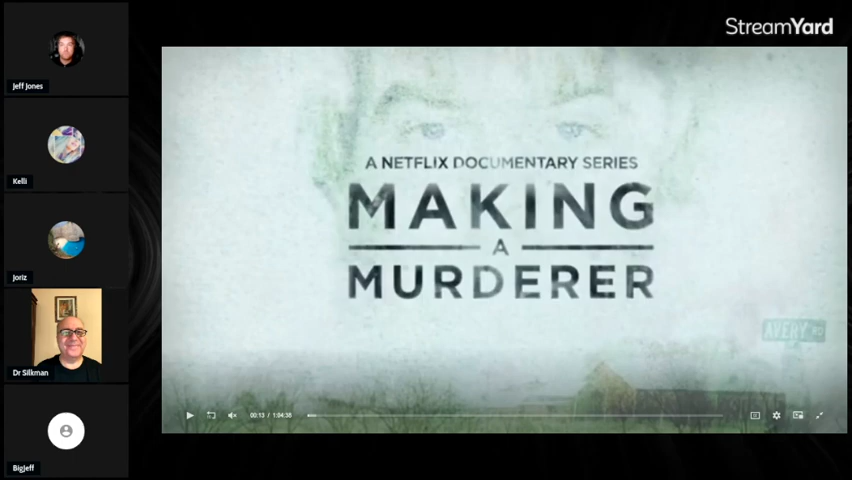 StreamYard
Jeff Jones
Kelli
Joriz
Dr Silkman
BigJeff
A NETFLIX DOCUMENTARY SERIES
MAKING
A
MURDERER
AVERY RD
00:13 / 1:04:38